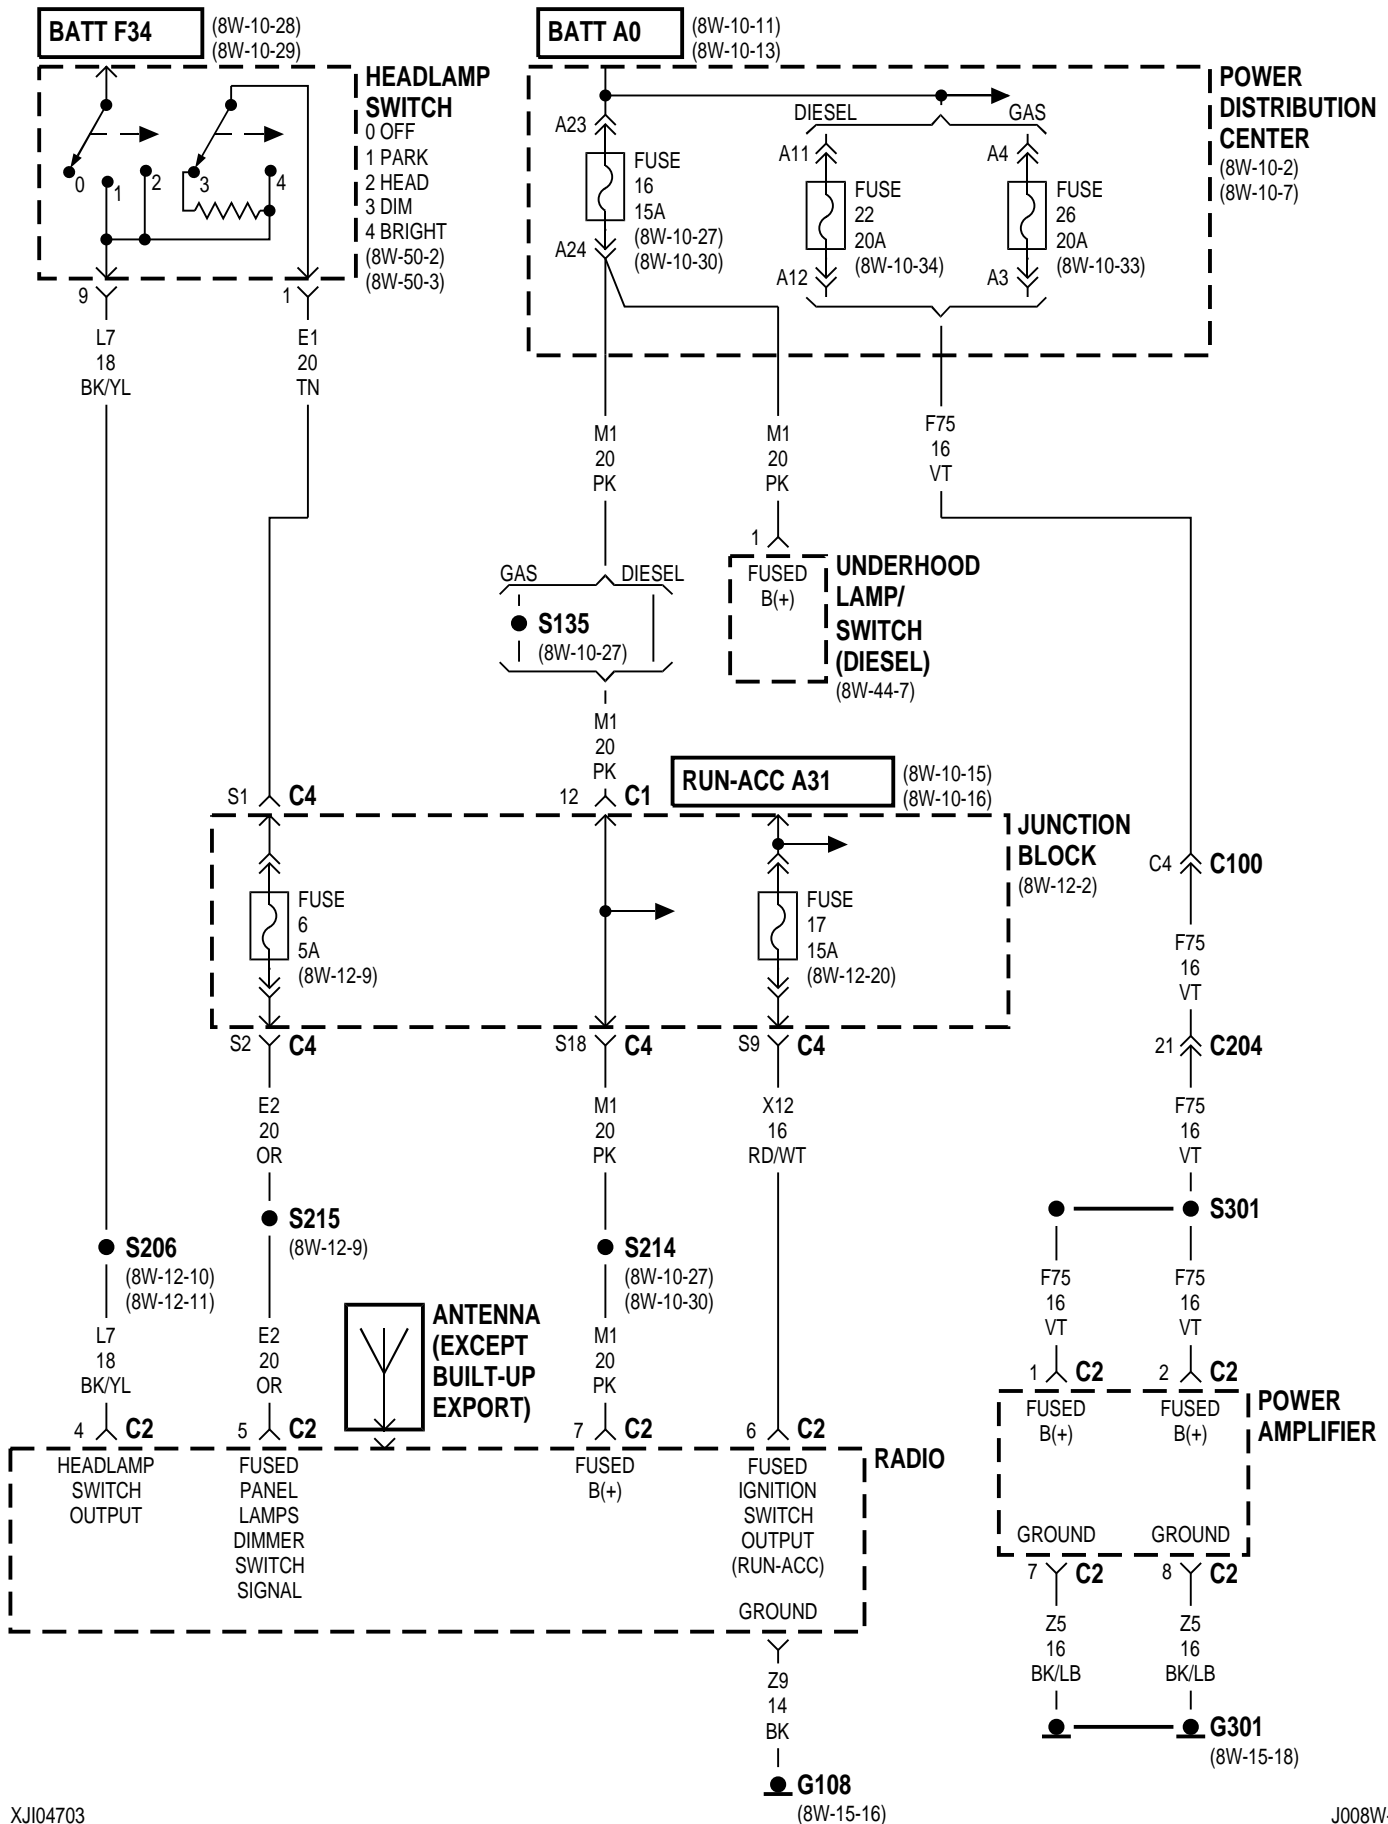 BATT F34
(8W-10-28)
(8W-10-29)
BATT A0
(8W-10-11)
(8W-10-13)
HEADLAMP
SWITCH
0 OFF
1 PARK
2 HEAD
3 DIM
4 BRIGHT
(8W-50-2)
(8W-50-3)
0
1
2
3
4
POWER
DISTRIBUTION
CENTER
(8W-10-2)
(8W-10-7)
A23
FUSE
16
15A
(8W-10-27)
(8W-10-30)
A24
DIESEL
GAS
A11
FUSE
22
20A
(8W-10-34)
A12
A4
FUSE
26
20A
(8W-10-33)
A3
9
L7
18
BK/YL
1
E1
20
TN
M1
20
PK
M1
20
PK
F75
16
VT
GAS
DIESEL
S135
(8W-10-27)
1
FUSED
B(+)
UNDERHOOD
LAMP/
SWITCH
(DIESEL)
(8W-44-7)
M1
20
PK
RUN-ACC A31
(8W-10-15)
(8W-10-16)
S1
C4
12
C1
JUNCTION
BLOCK
(8W-12-2)
FUSE
6
5A
(8W-12-9)
FUSE
17
15A
(8W-12-20)
C4
C100
F75
16
VT
S2
C4
S18
C4
S9
C4
21
C204
E2
20
OR
M1
20
PK
X12
16
RD/WT
F75
16
VT
S215
(8W-12-9)
S301
S206
(8W-12-10)
(8W-12-11)
S214
(8W-10-27)
(8W-10-30)
F75
16
VT
F75
16
VT
L7
18
BK/YL
E2
20
OR
ANTENNA
(EXCEPT
BUILT-UP
EXPORT)
M1
20
PK
1
C2
2
C2
4
C2
5
C2
7
C2
6
C2
FUSED
B(+)
FUSED
B(+)
POWER
AMPLIFIER
GROUND
GROUND
RADIO
HEADLAMP
SWITCH
OUTPUT
FUSED
PANEL
LAMPS
DIMMER
SWITCH
SIGNAL
FUSED
B(+)
FUSED
IGNITION
SWITCH
OUTPUT
(RUN-ACC)
GROUND
7
C2
8
C2
Z5
16
BK/LB
Z5
16
BK/LB
Z9
14
BK
G301
(8W-15-18)
G108
(8W-15-16)
XJI04703
J008W-